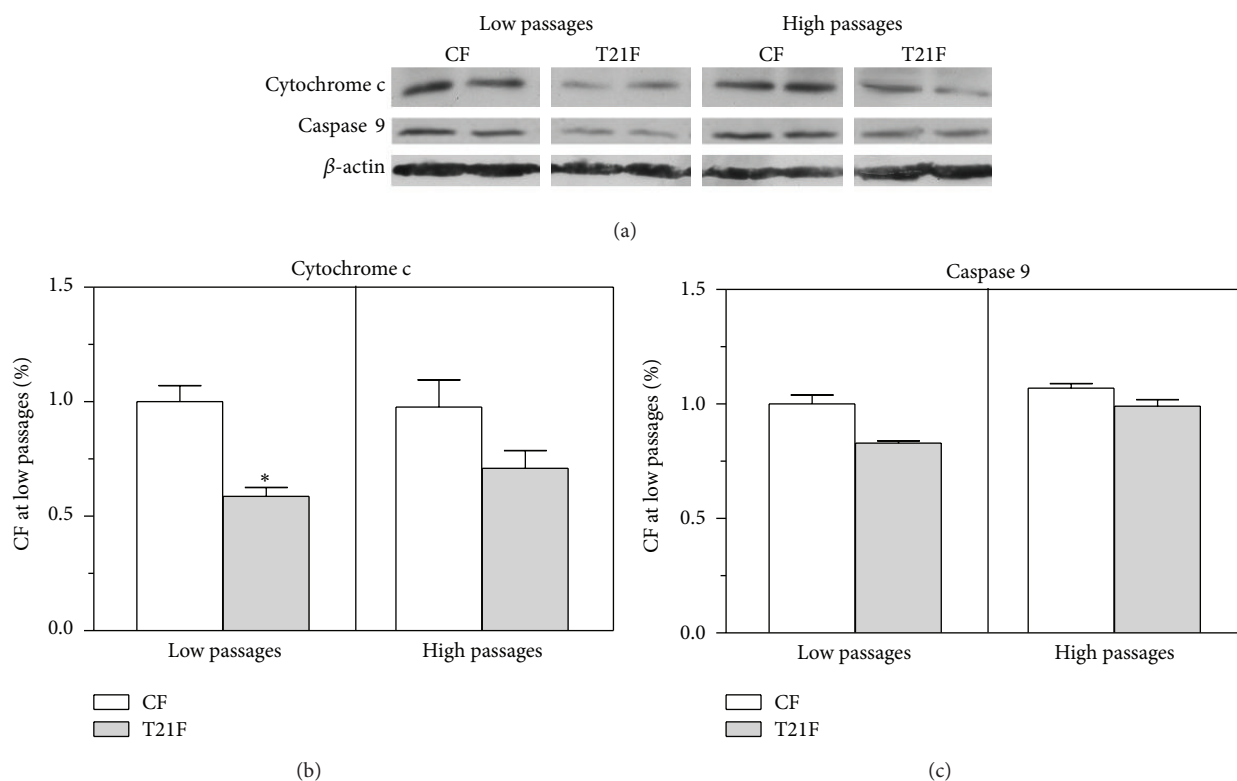 Low passages High passages
CF T21F CF T21F
Cytochrome c
Caspase 9
β-actin
(a)
Cytochrome c
1.5
1.0
0.5
0.0
CF at low passages (%)
*
Low passages High passages
CF
T21F
(b)
Caspase 9
1.5
1.0
0.5
0.0
CF at low passages (%)
Low passages High passages
CF
T21F
(c)